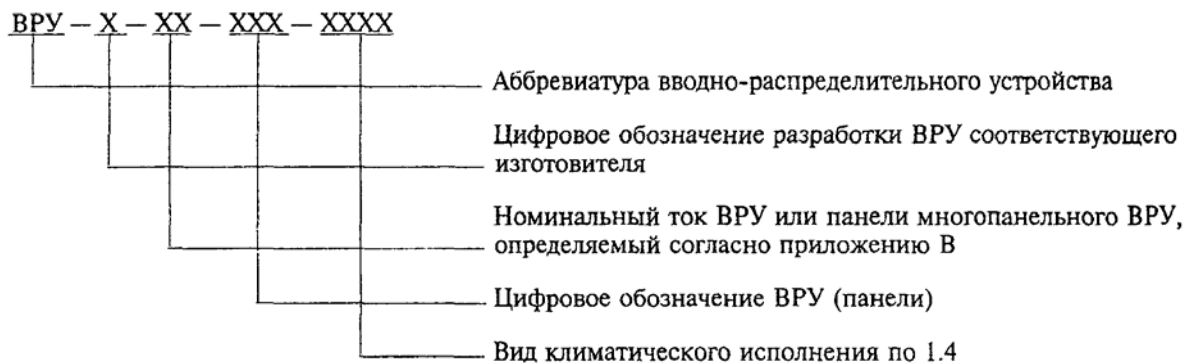 ВРУ – Х – ХХ – ХХХ – ХХХХ
Аббревиатура вводно-распределительного устройства
Цифровое обозначение разработки ВРУ соответствующего
изготовителя
Номинальный ток ВРУ или панели многопанельного ВРУ,
определяемый согласно приложению В
Цифровое обозначение ВРУ (панели)
Вид климатического исполнения по 1.4